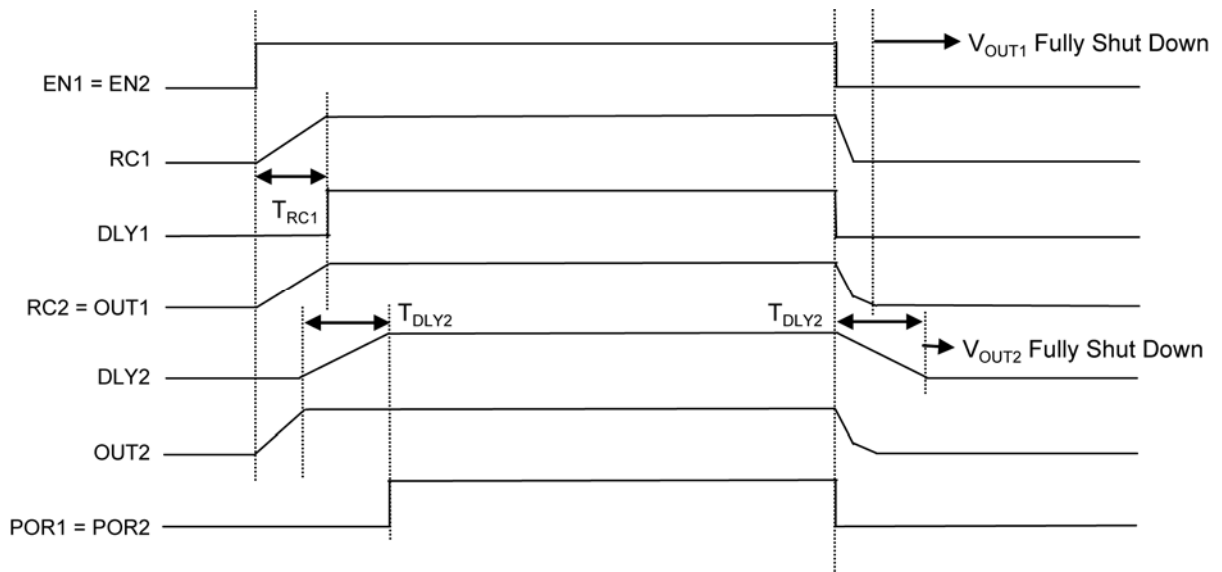 V_OUT1 Fully Shut Down
EN1 = EN2
RC1
T_RC1
DLY1
RC2 = OUT1
T_DLY2
T_DLY2
V_OUT2 Fully Shut Down
DLY2
OUT2
POR1 = POR2